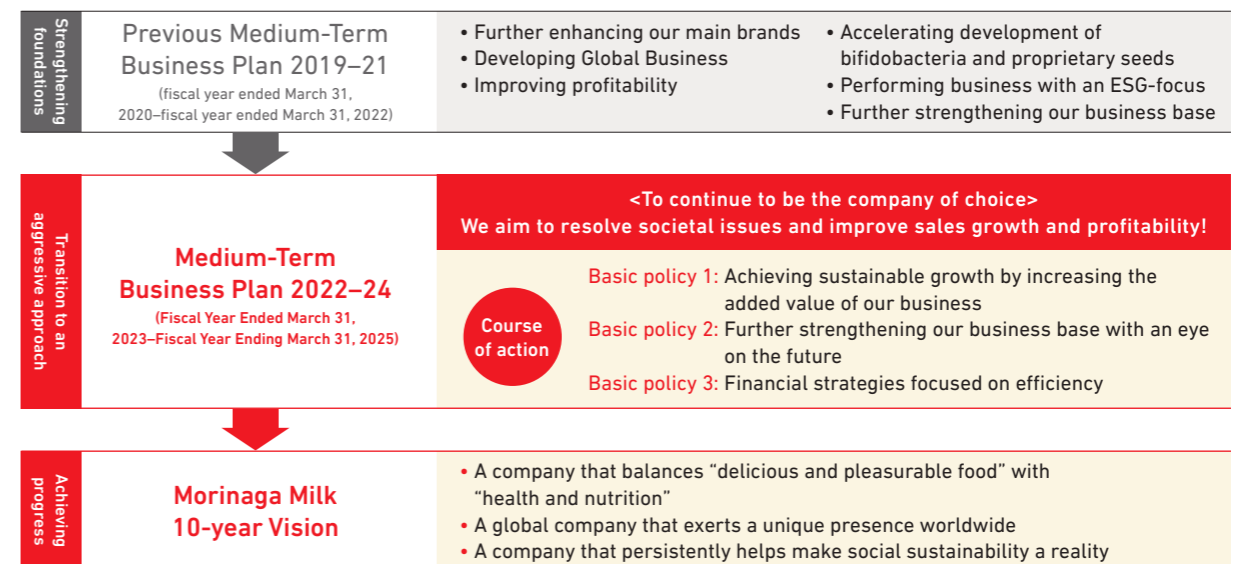 Strengthening
foundations
Previous Medium-Term
Business Plan 2019–21
(fiscal year ended March 31,
2020–fiscal year ended March 31, 2022)
• Further enhancing our main brands
• Developing Global Business
• Improving profitability
• Accelerating development of
bifidobacteria and proprietary seeds
• Performing business with an ESG-focus
• Further strengthening our business base
Transition to an
aggressive approach
Medium-Term
Business Plan 2022–24
(Fiscal Year Ended March 31,
2023–Fiscal Year Ending March 31, 2025)
<To continue to be the company of choice>
We aim to resolve societal issues and improve sales growth and profitability!
Course
of action
Basic policy 1: Achieving sustainable growth by increasing the
added value of our business
Basic policy 2: Further strengthening our business base with an eye
on the future
Basic policy 3: Financial strategies focused on efficiency
Achieving
progress
Morinaga Milk
10-year Vision
• A company that balances “delicious and pleasurable food” with
“health and nutrition”
• A global company that exerts a unique presence worldwide
• A company that persistently helps make social sustainability a reality